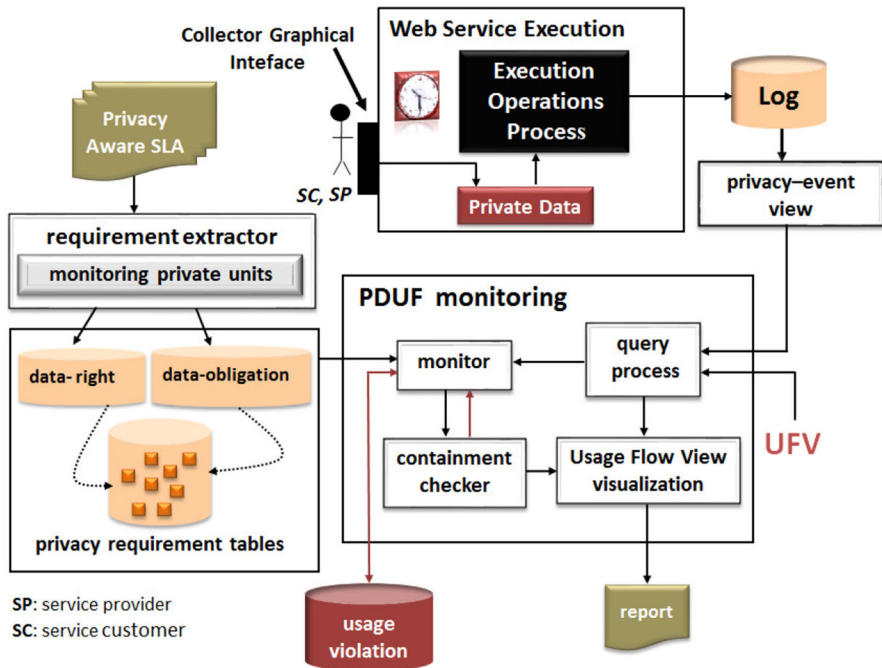 Collector Graphical
Inteface
Web Service Execution
Execution
Operations
Process
Log
Privacy
Aware SLA
SC, SP
Private Data
privacy–event
view
requirement extractor
monitoring private units
PDUF monitoring
data- right
data-obligation
monitor
query
process
containment
checker
Usage Flow View
visualization
UFV
privacy requirement tables
SP: service provider
SC: service customer
usage
violation
report